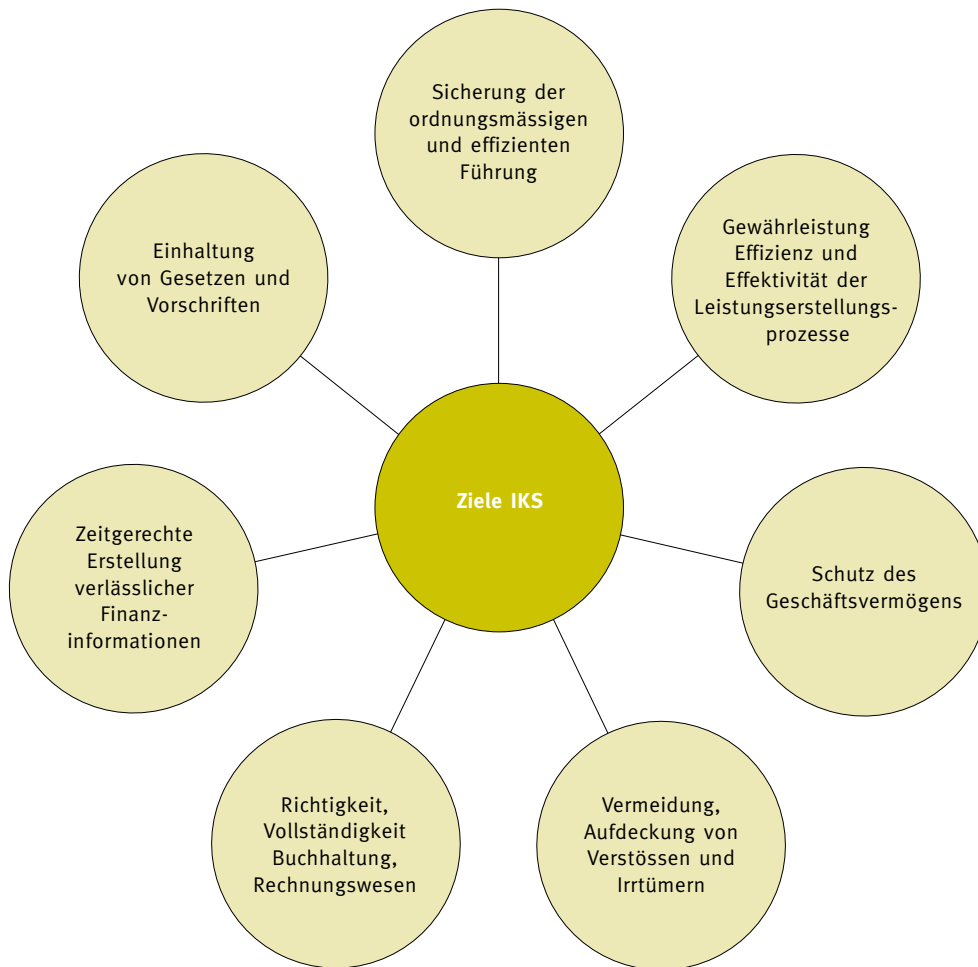 Sicherung der
ordnungsmässigen
und effizienten
Führung
Gewährleistung
Effizienz und
Effektivität der
Leistungserstellungs-
prozesse
Einhaltung
von Gesetzen und
Vorschriften
Ziele IKS
Zeitgerechte
Erstellung
verlässlicher
Finanz-
informationen
Schutz des
Geschäftsvermögens
Richtigkeit,
Vollständigkeit
Buchhaltung,
Rechnungswesen
Vermeidung,
Aufdeckung von
Verstössen und
Irrtümern